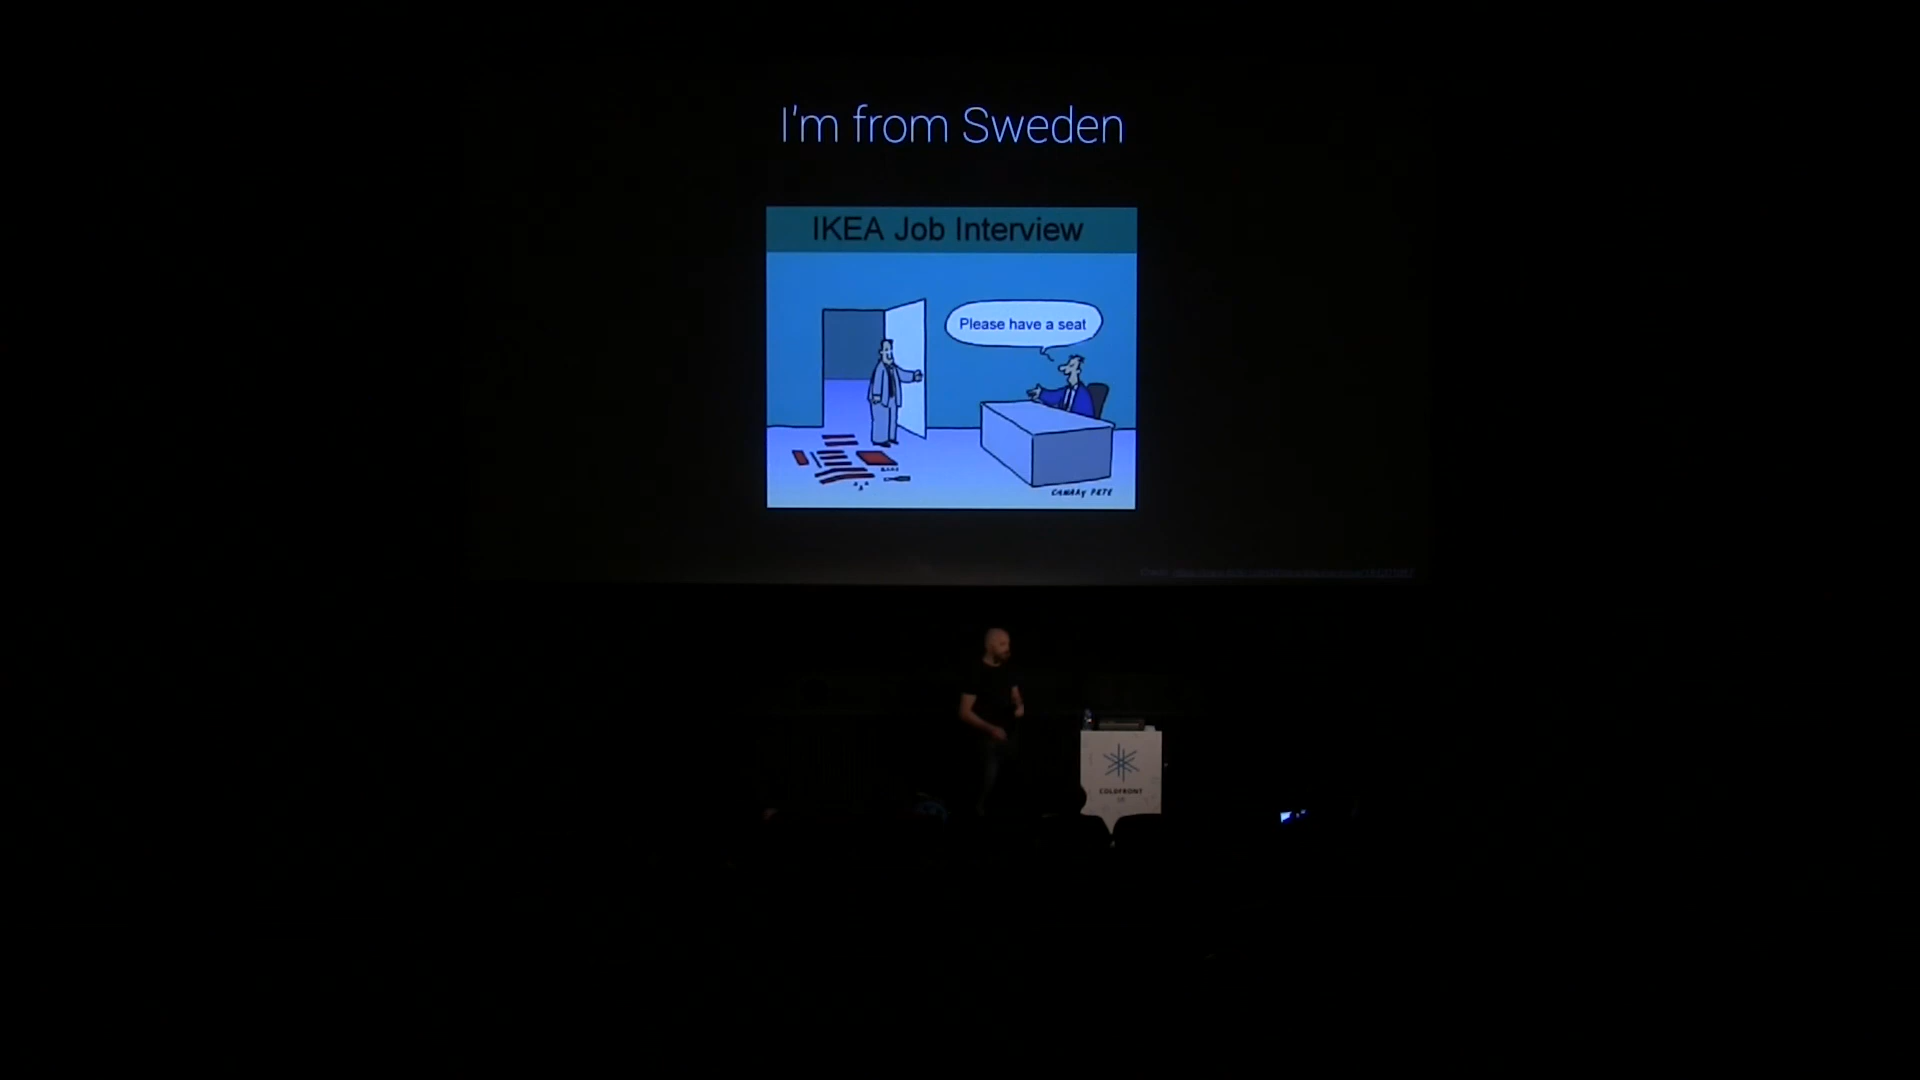 I'm from Sweden
IKEA Job Interview
Please have a seat
CANARY PETE
COLDFRONT